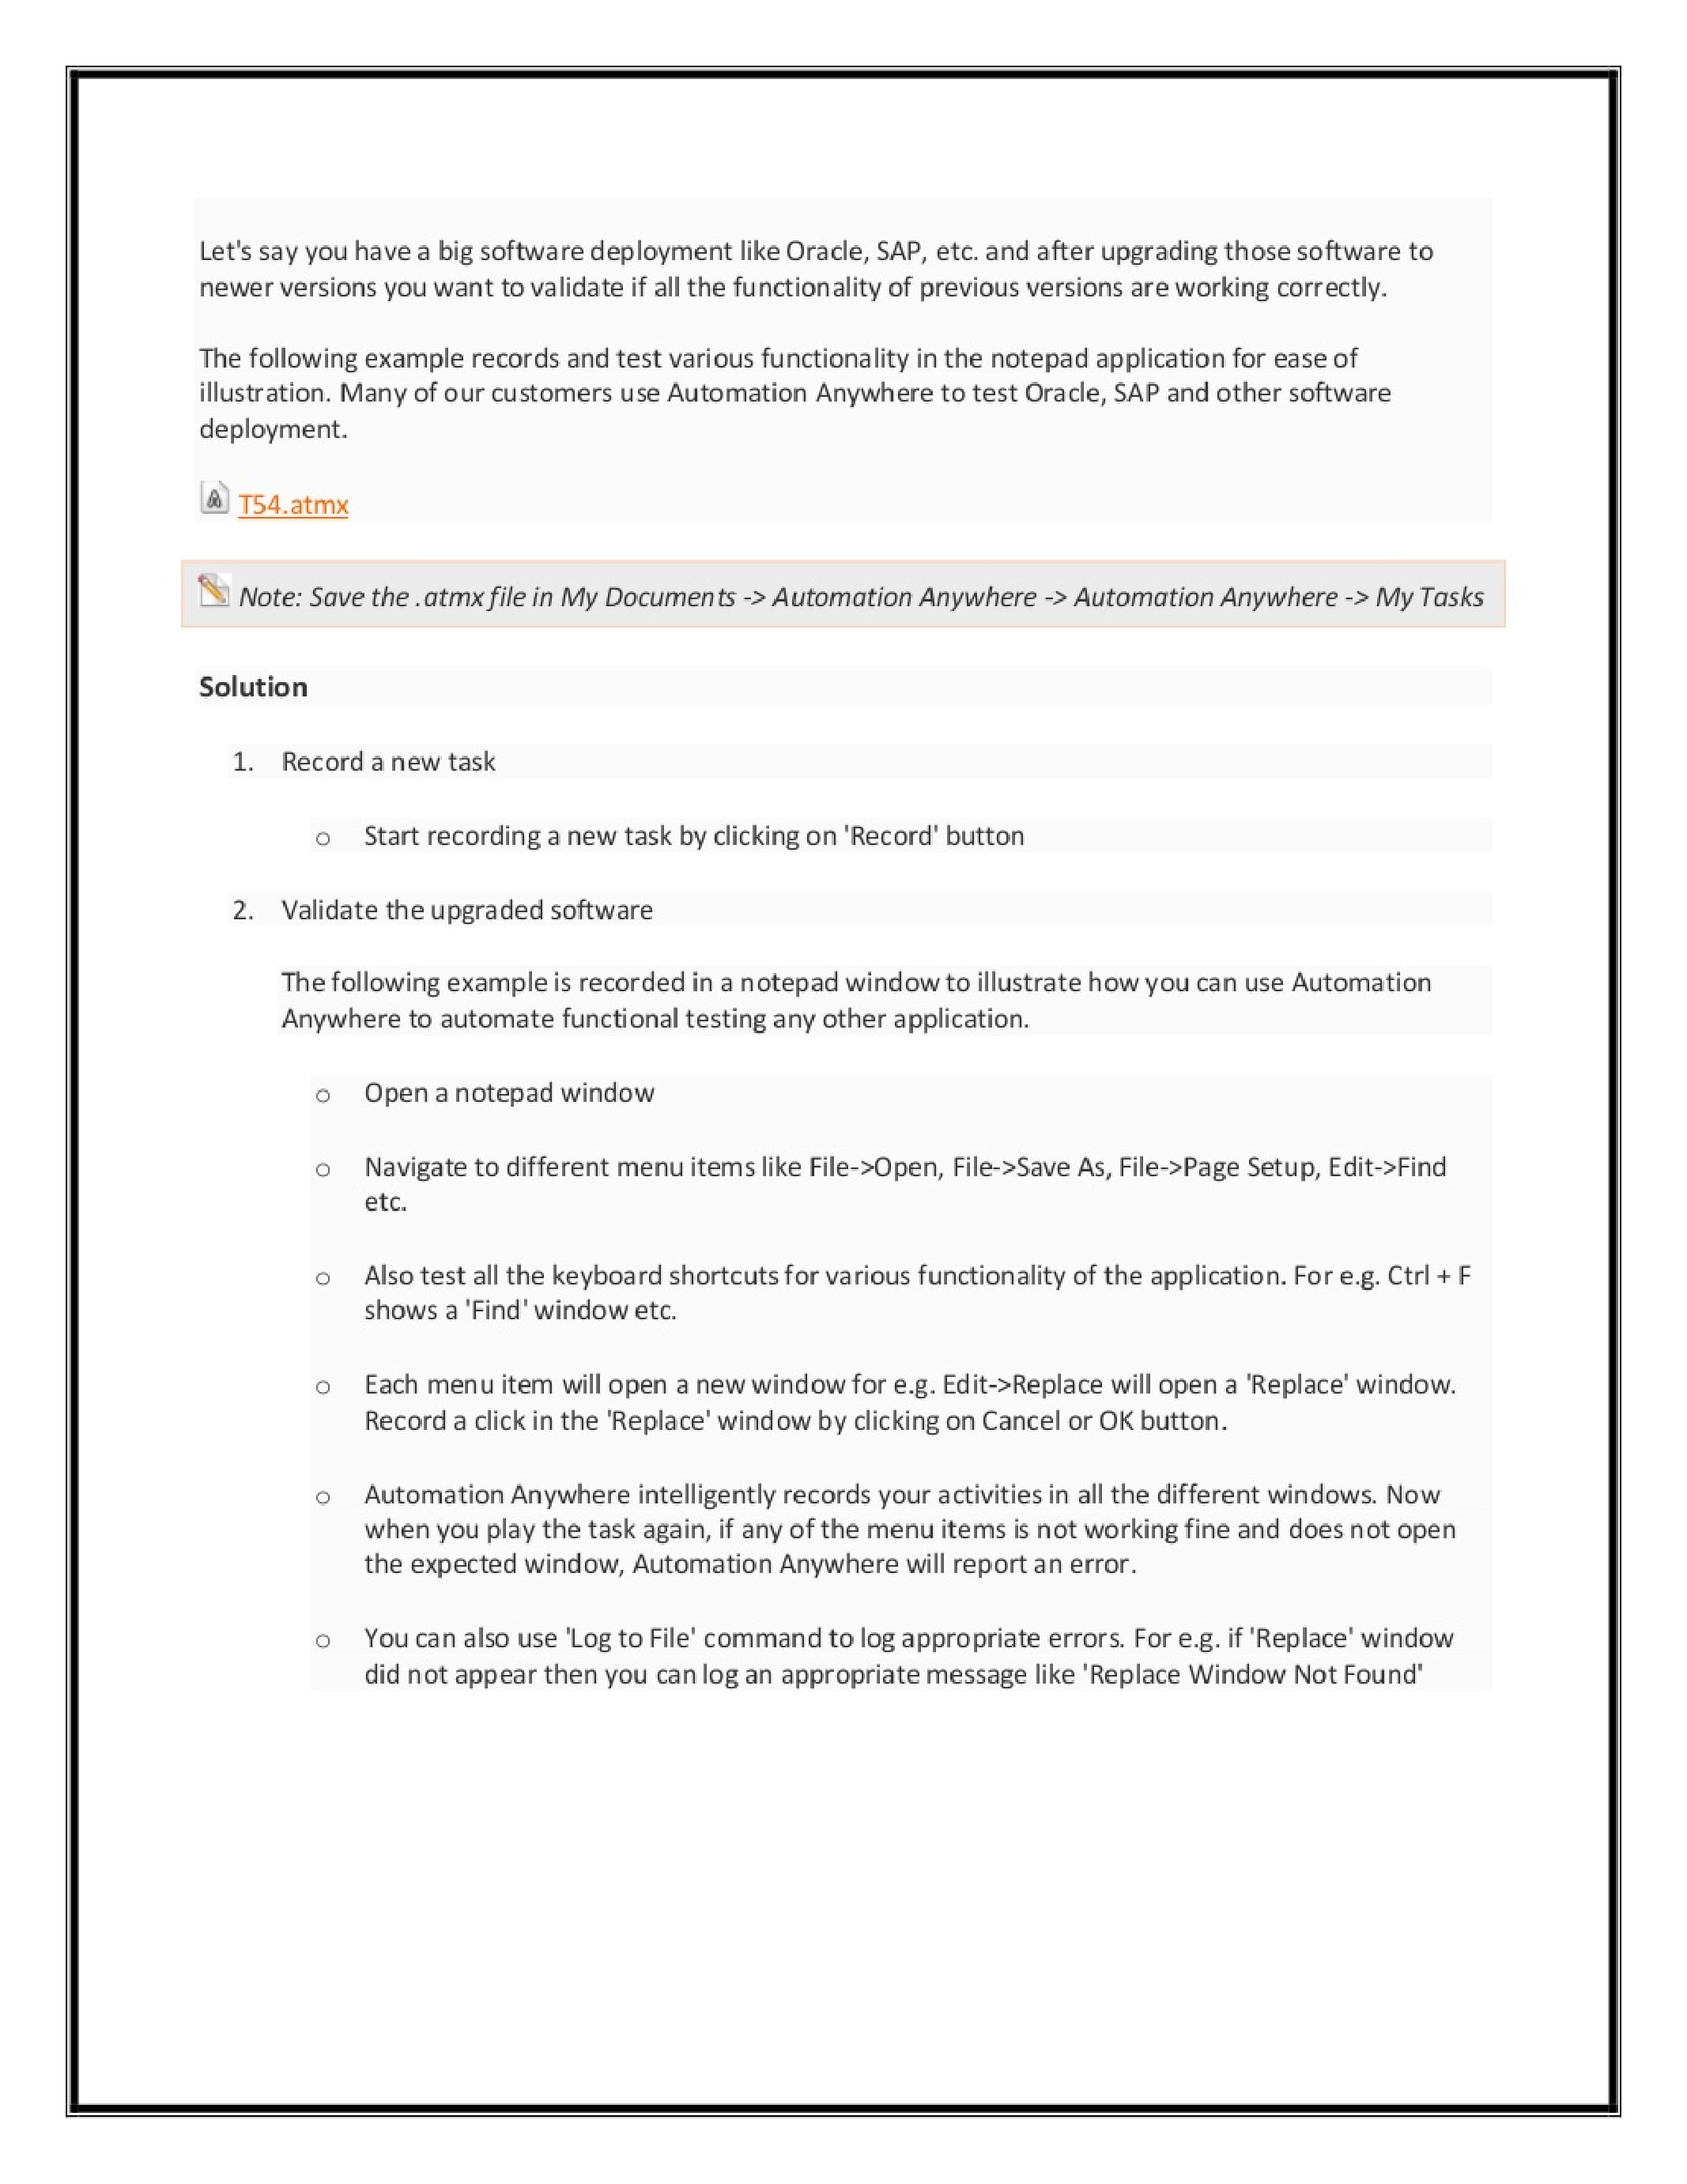 Let's say you have a big software deployment like Oracle, SAP, etc. and after upgrading those software to
newer versions you want to validate if all the functionality of previous versions are working correctly.
The following example records and test various functionality in the notepad application for ease of
illustration. Many of our customers use Automation Anywhere to test Oracle, SAP and other software
deployment.
T54.atmx
Note: Save the .atmx file in My Documents -> Automation Anywhere -> Automation Anywhere -> My Tasks
Solution
1. Record a new task
o Start recording a new task by clicking on 'Record' button
2. Validate the upgraded software
The following example is recorded in a notepad window to illustrate how you can use Automation
Anywhere to automate functional testing any other application.
o Open a notepad window
o Navigate to different menu items like File->Open, File->Save As, File->Page Setup, Edit->Find
etc.
o Also test all the keyboard shortcuts for various functionality of the application. For e.g. Ctrl + F
shows a 'Find' window etc.
o Each menu item will open a new window for e.g. Edit->Replace will open a 'Replace' window.
Record a click in the 'Replace' window by clicking on Cancel or OK button.
o Automation Anywhere intelligently records your activities in all the different windows. Now
when you play the task again, if any of the menu items is not working fine and does not open
the expected window, Automation Anywhere will report an error.
o You can also use 'Log to File' command to log appropriate errors. For e.g. if 'Replace' window
did not appear then you can log an appropriate message like 'Replace Window Not Found'